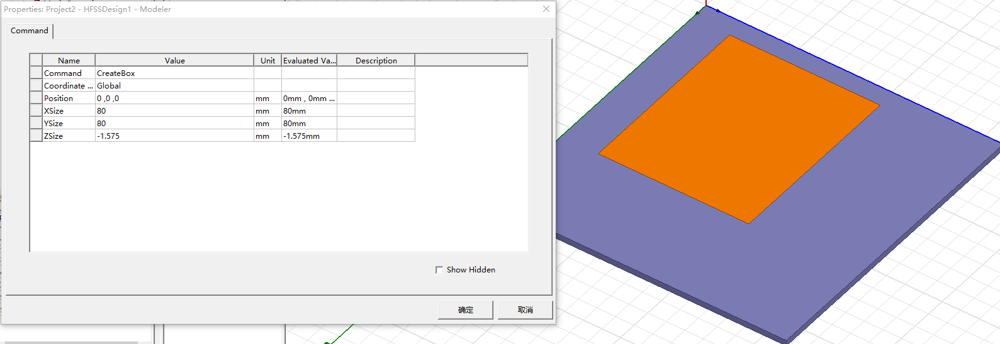 Properties: Project2 - HFSSDesign1 - Modeler
Command
Name Value Unit Evaluated Va... Description
Command CreateBox
Coordinate ... Global
Position 0 ,0 ,0 mm 0mm , 0mm ...
XSize 80 mm 80mm
YSize 80 mm 80mm
ZSize -1.575 mm -1.575mm
Show Hidden
确定 取消